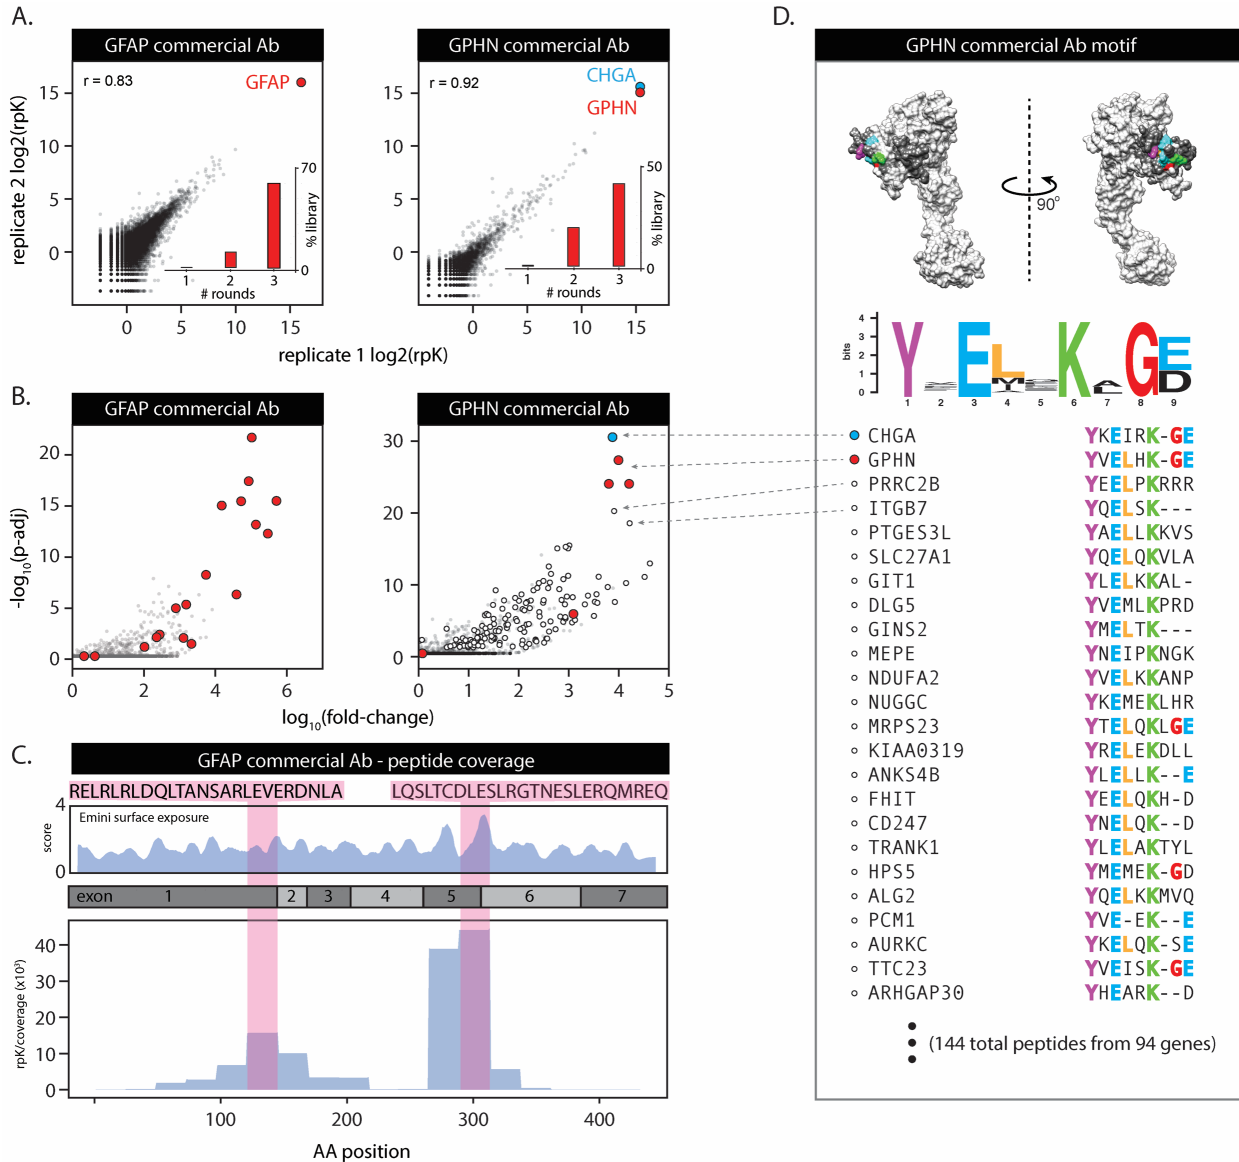 A.
GFAP commercial Ab
GPHN commercial Ab
replicate 2 log2(rpK)
r = 0.83
GFAP
15
10
5
0
70
% library
0
1 2 3
# rounds
0 5 10 15
r = 0.92
CHGA
GPHN
15
10
5
0
50
% library
0
1 2 3
# rounds
0 5 10 15
replicate 1 log2(rpK)
B.
GFAP commercial Ab
GPHN commercial Ab
-log10(p-adj)
20
15
10
5
0
0 2 4 6
30
20
10
0
0 1 2 3 4 5
log10(fold-change)
C.
GFAP commercial Ab - peptide coverage
RELRLRLDQLTANSARLEVERDNLA
LQSLTCDLESLRGTNESLERQMREQ
4
score
0
Emini surface exposure
exon 1 2 3 4 5 6 7
rpK/coverage (x10³)
40
30
20
10
0
100 200 300 400
AA position
D.
GPHN commercial Ab motif
90°
bits
4
3
2
1
0
Y E L K G E
M A D
1 2 3 4 5 6 7 8 9
CHGA YKEIRK-GE
GPHN YVELHK-GE
PRRC2B YEELPKRRR
ITGB7 YQELSK---
PTGES3L YAELLKKVS
SLC27A1 YQELQKVLA
GIT1 YLELKKAL-
DLG5 YVEMLKPRD
GINS2 YMELTK---
MEPE YNEIPKNGK
NDUFA2 YVELKKANP
NUGGC YKEMEKLHR
MRPS23 YTELQKLGE
KIAA0319 YRELEKDLL
ANKS4B YLELLK--E
FHIT YEELQKH-D
CD247 YNELQK--D
TRANK1 YLELAKTYL
HPS5 YMEMEK-GD
ALG2 YQELKKMVQ
PCM1 YVE-EK--E
AURKC YKELQK-SE
TTC23 YVEISK-GE
ARHGAP30 YHEARK--D
(144 total peptides from 94 genes)